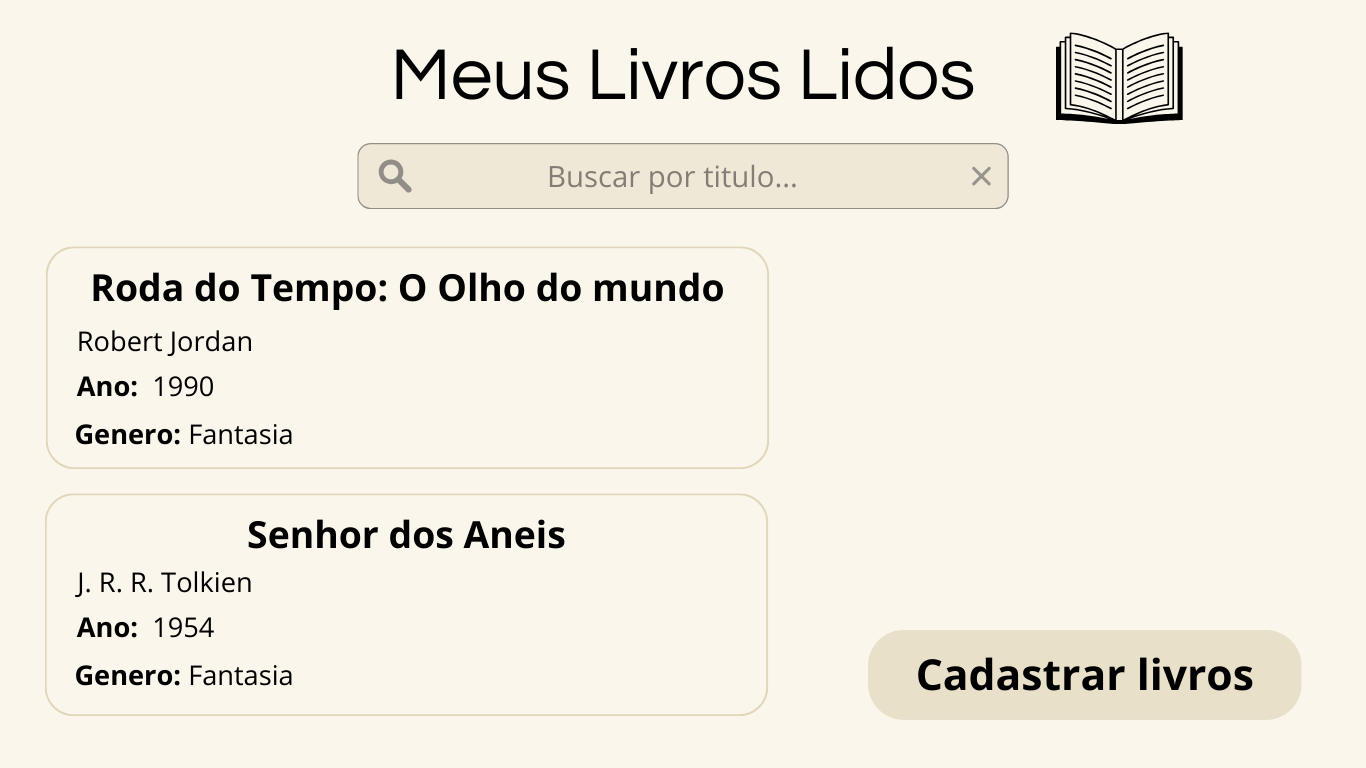 Meus Livros Lidos
Buscar por titulo...
Roda do Tempo: O Olho do mundo
Robert Jordan
Ano: 1990
Genero: Fantasia
Senhor dos Aneis
J. R. R. Tolkien
Ano: 1954
Genero: Fantasia
Cadastrar livros